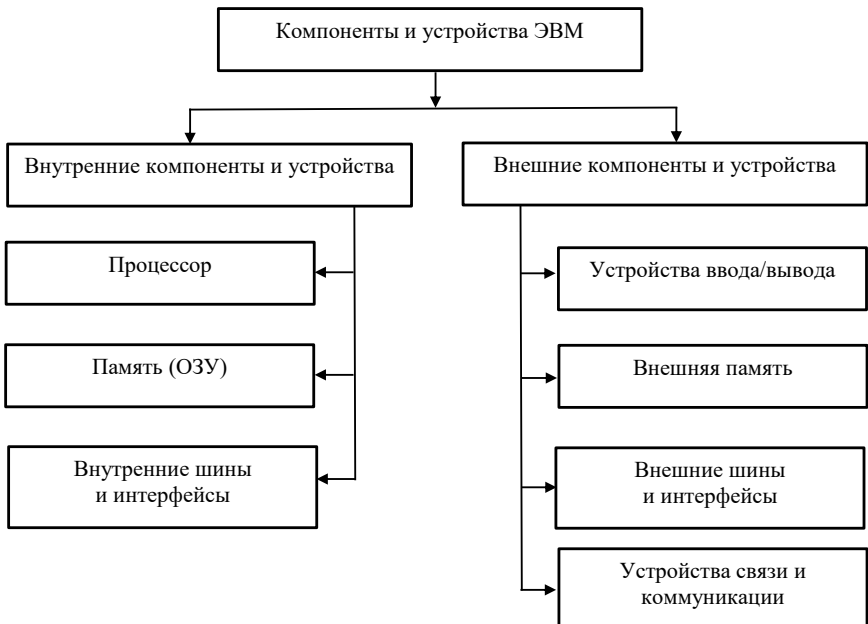 Компоненты и устройства ЭВМ
Внутренние компоненты и устройства
Внешние компоненты и устройства
Процессор
Устройства ввода/вывода
Память (ОЗУ)
Внешняя память
Внутренние шины
и интерфейсы
Внешние шины
и интерфейсы
Устройства связи и
коммуникации